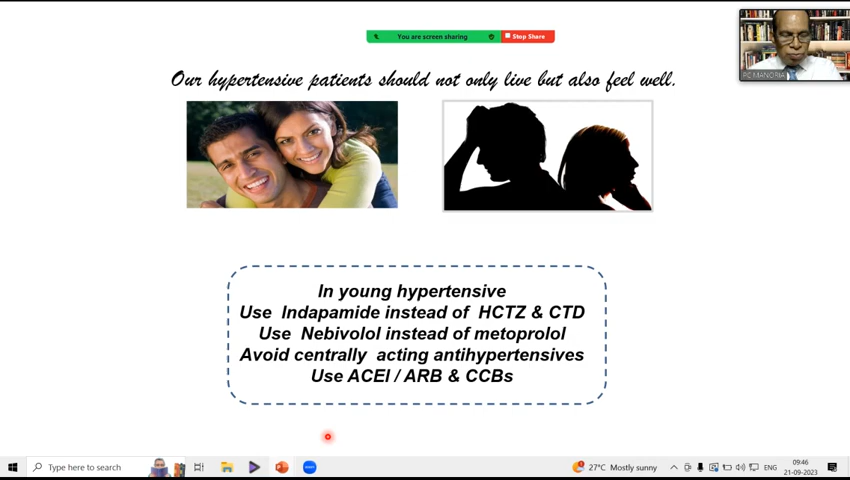 You are screen sharing
Stop Share
Our hypertensive patients should not only live but also feel well.
In young hypertensive
Use Indapamide instead of HCTZ & CTD
Use Nebivolol instead of metoprolol
Avoid centrally acting antihypertensives
Use ACEI / ARB & CCBs
PC MANORIA
Type here to search
27°C Mostly sunny
ENG
09:46
21-09-2023